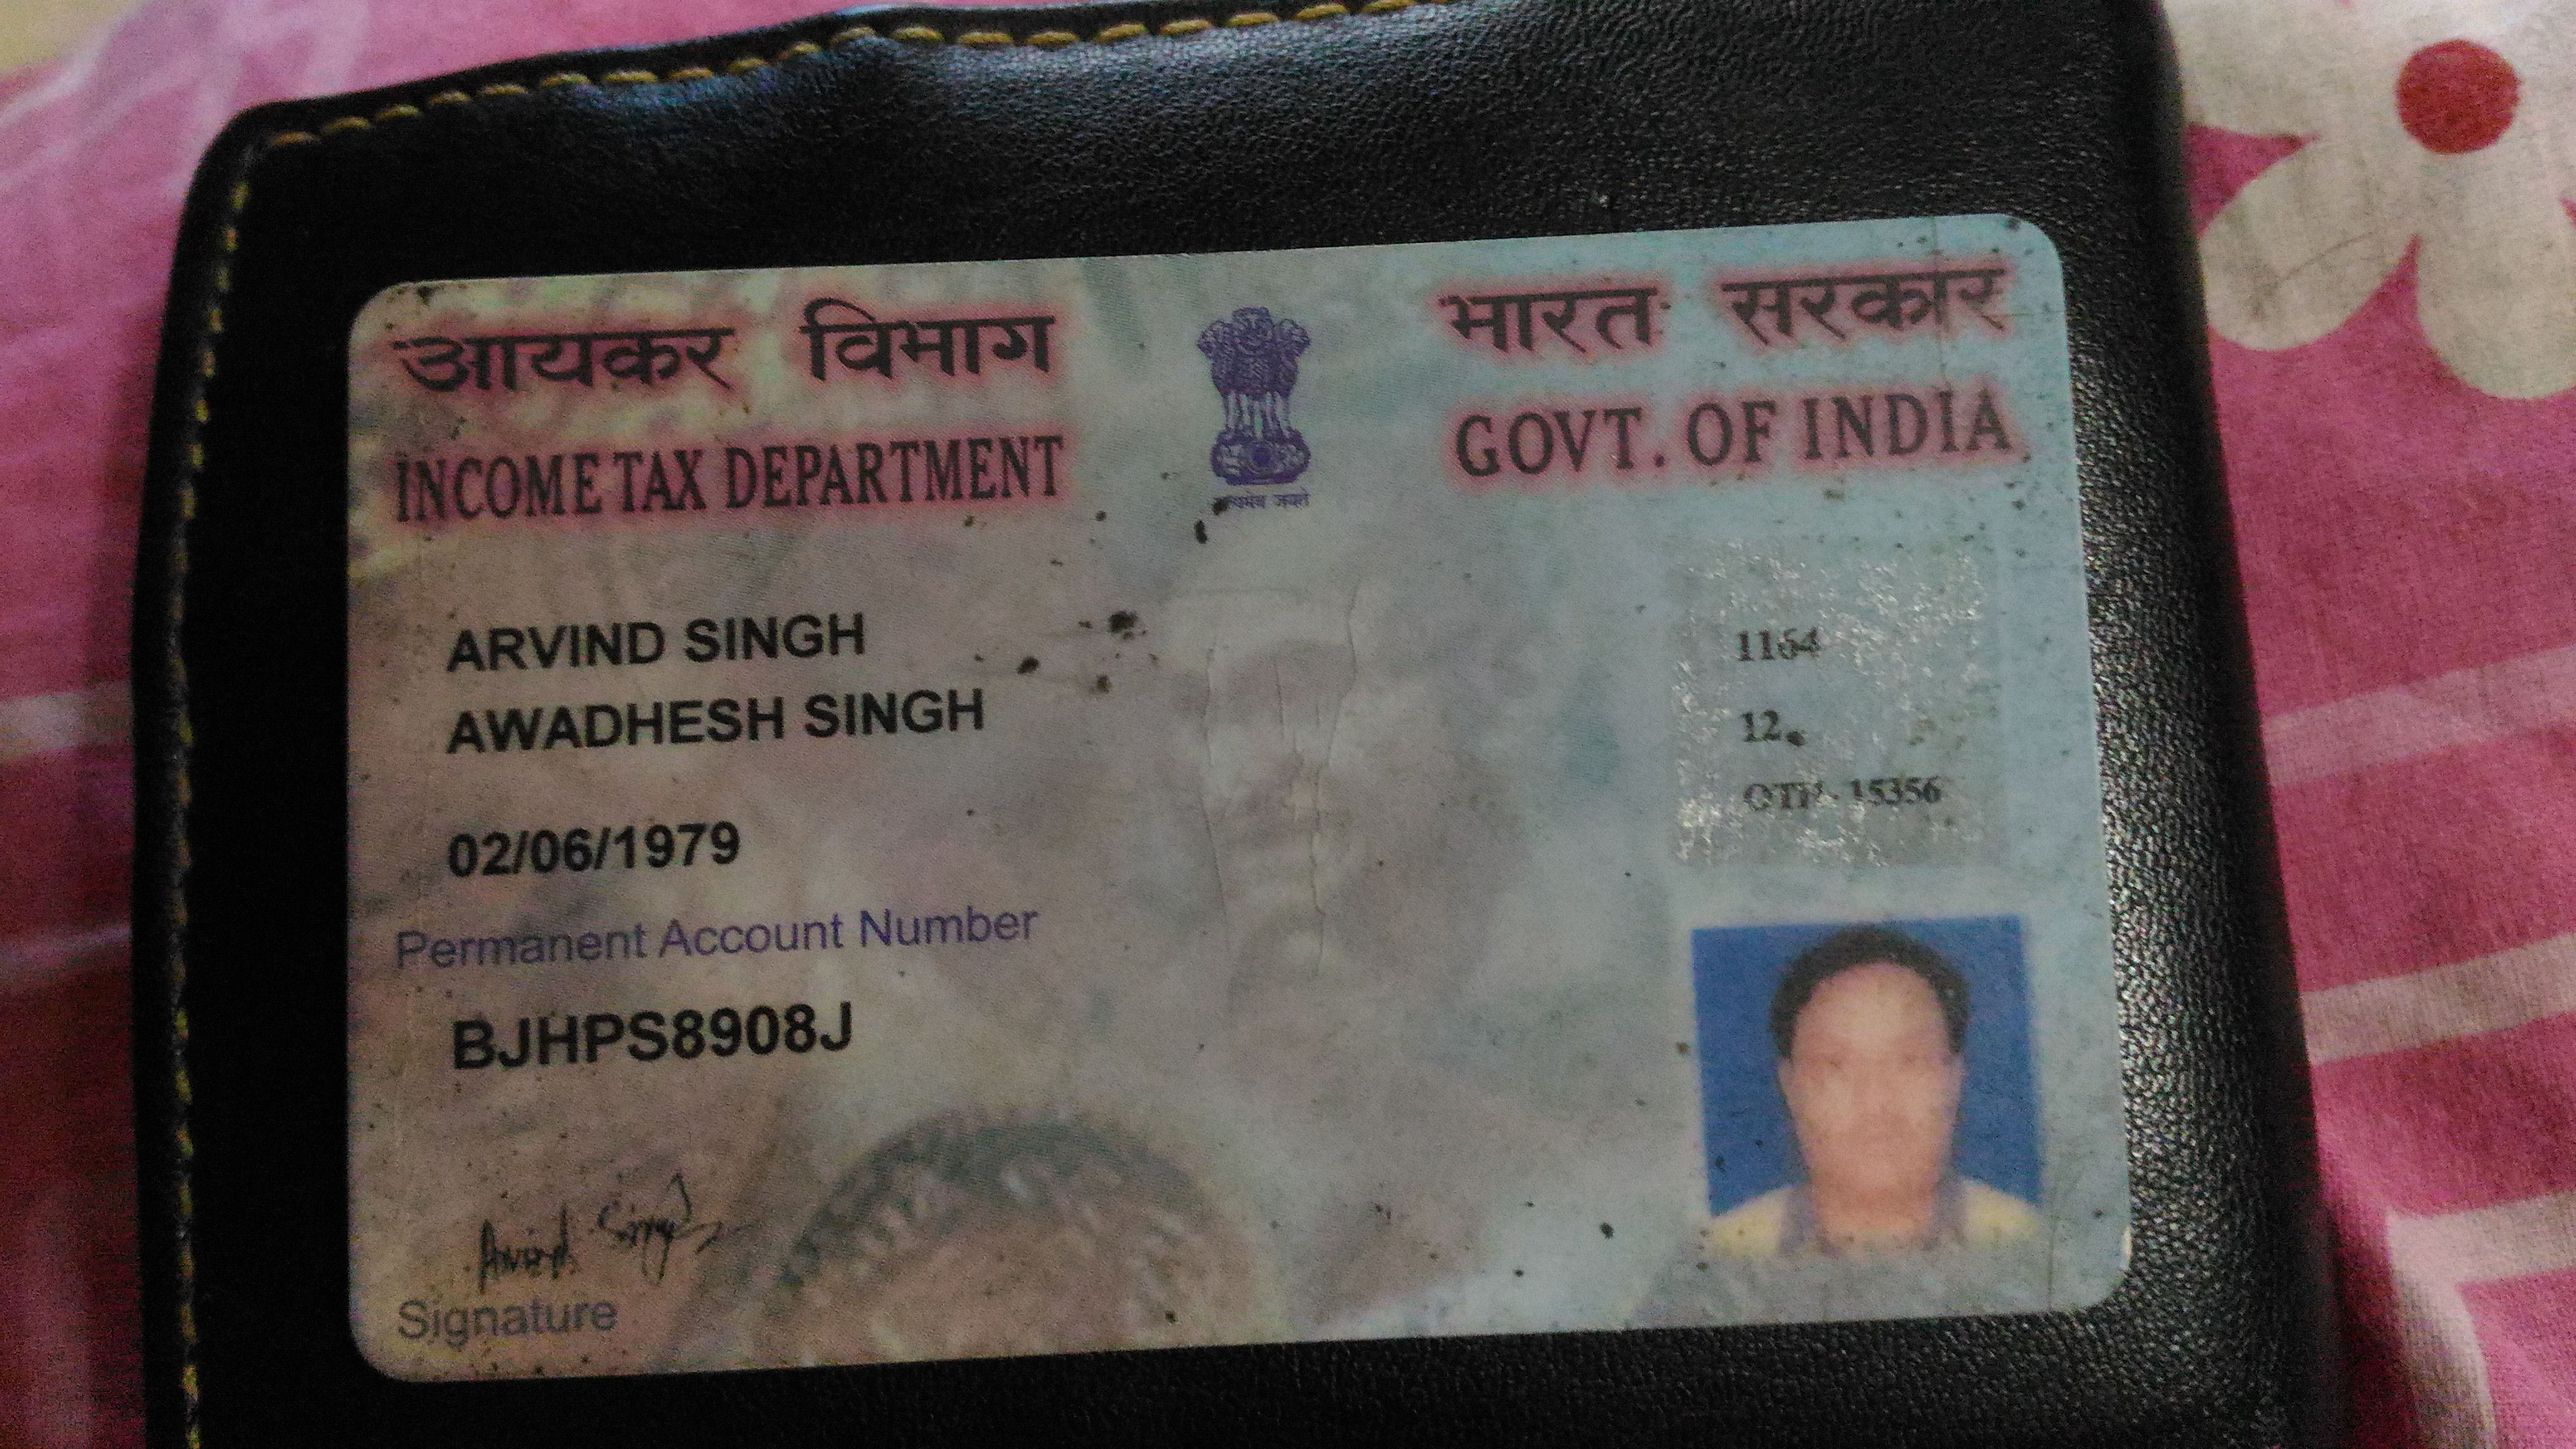 आयकर विभाग
INCOME TAX DEPARTMENT
भारत सरकार
GOVT. OF INDIA
सत्यमेव जयते
ARVIND SINGH
AWADHESH SINGH
02/06/1979
Permanent Account Number
BJHPS8908J
Arvind Singh
Signature
1164
12
15356